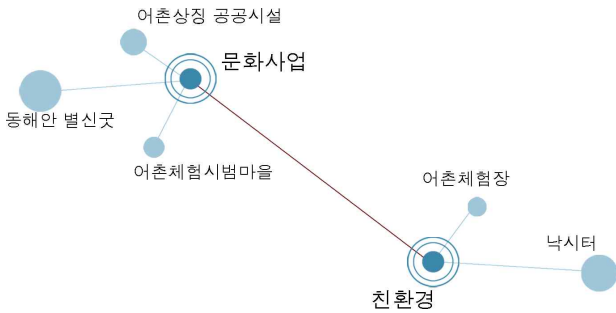 어촌상징 공공시설
문화사업
동해안 별신굿
어촌체험시범마을
어촌체험장
낚시터
친환경